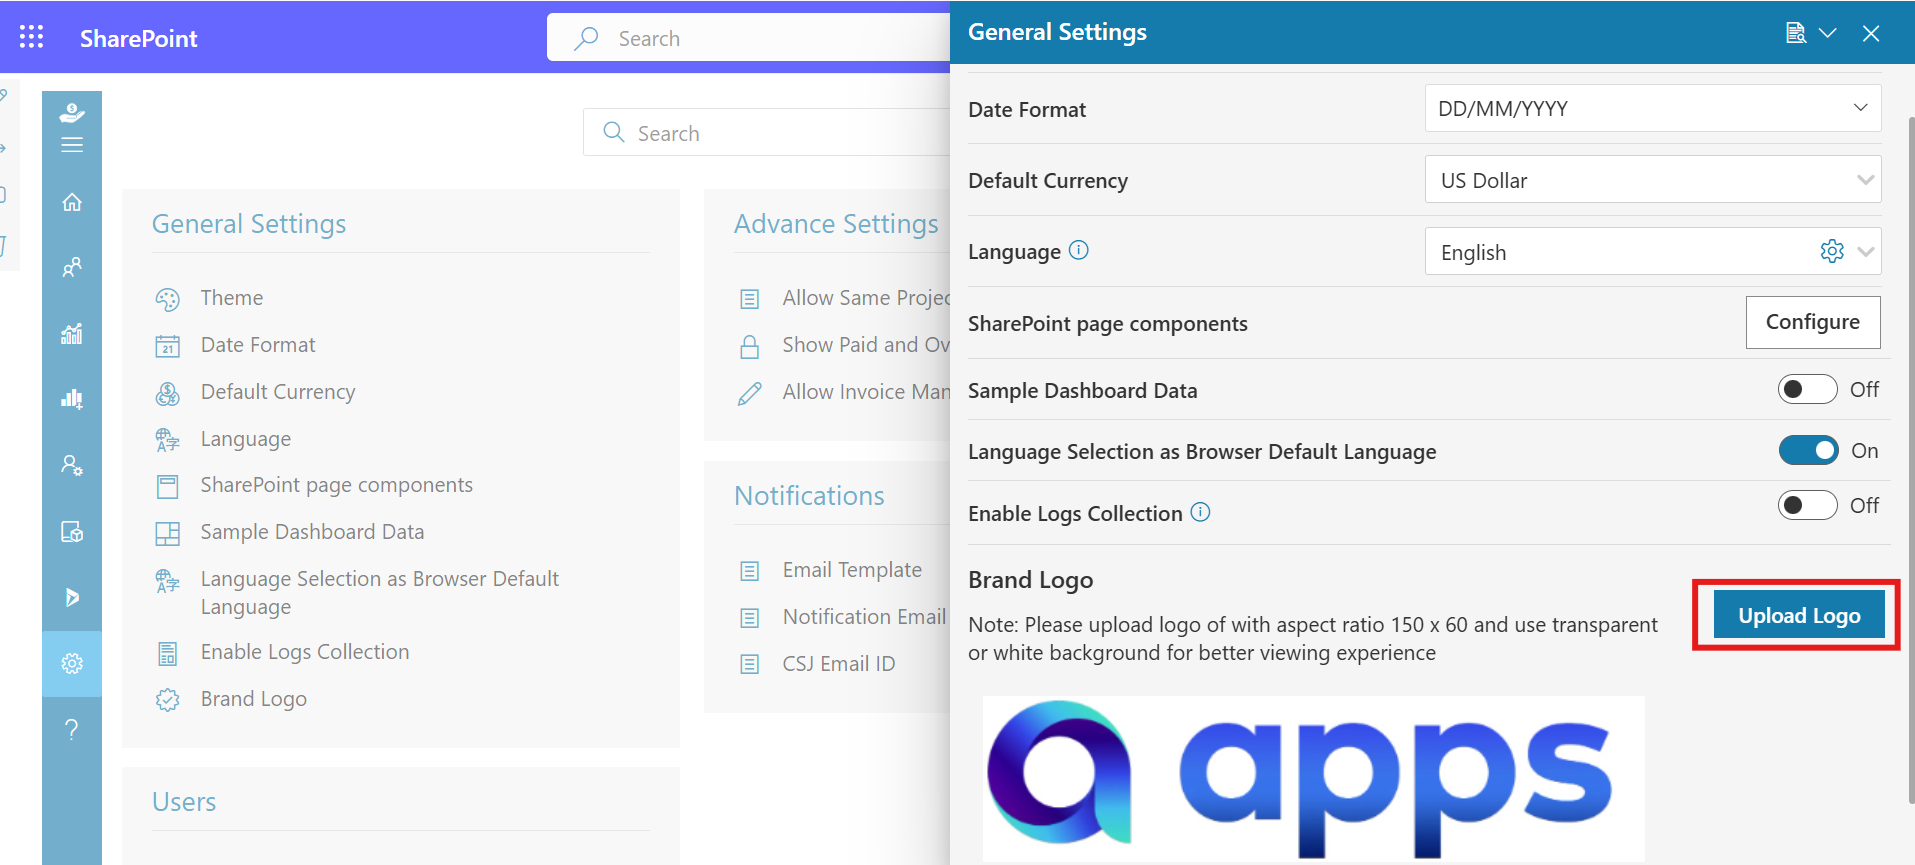 SharePoint
Search
Search
General Settings
Theme
Date Format
21
Default Currency
Language
SharePoint page components
Sample Dashboard Data
Language Selection as Browser Default
Language
Enable Logs Collection
Brand Logo
Users
Advance Settings
Allow Same Projec
Show Paid and Ov
Allow Invoice Man
Notifications
Email Template
Notification Email
CSJ Email ID
General Settings
Date Format
DD/MM/YYYY
Default Currency
US Dollar
Language
English
SharePoint page components
Configure
Sample Dashboard Data
Off
Language Selection as Browser Default Language
On
Enable Logs Collection
Off
Brand Logo
Upload Logo
Note: Please upload logo of with aspect ratio 150 x 60 and use transparent
or white background for better viewing experience
apps